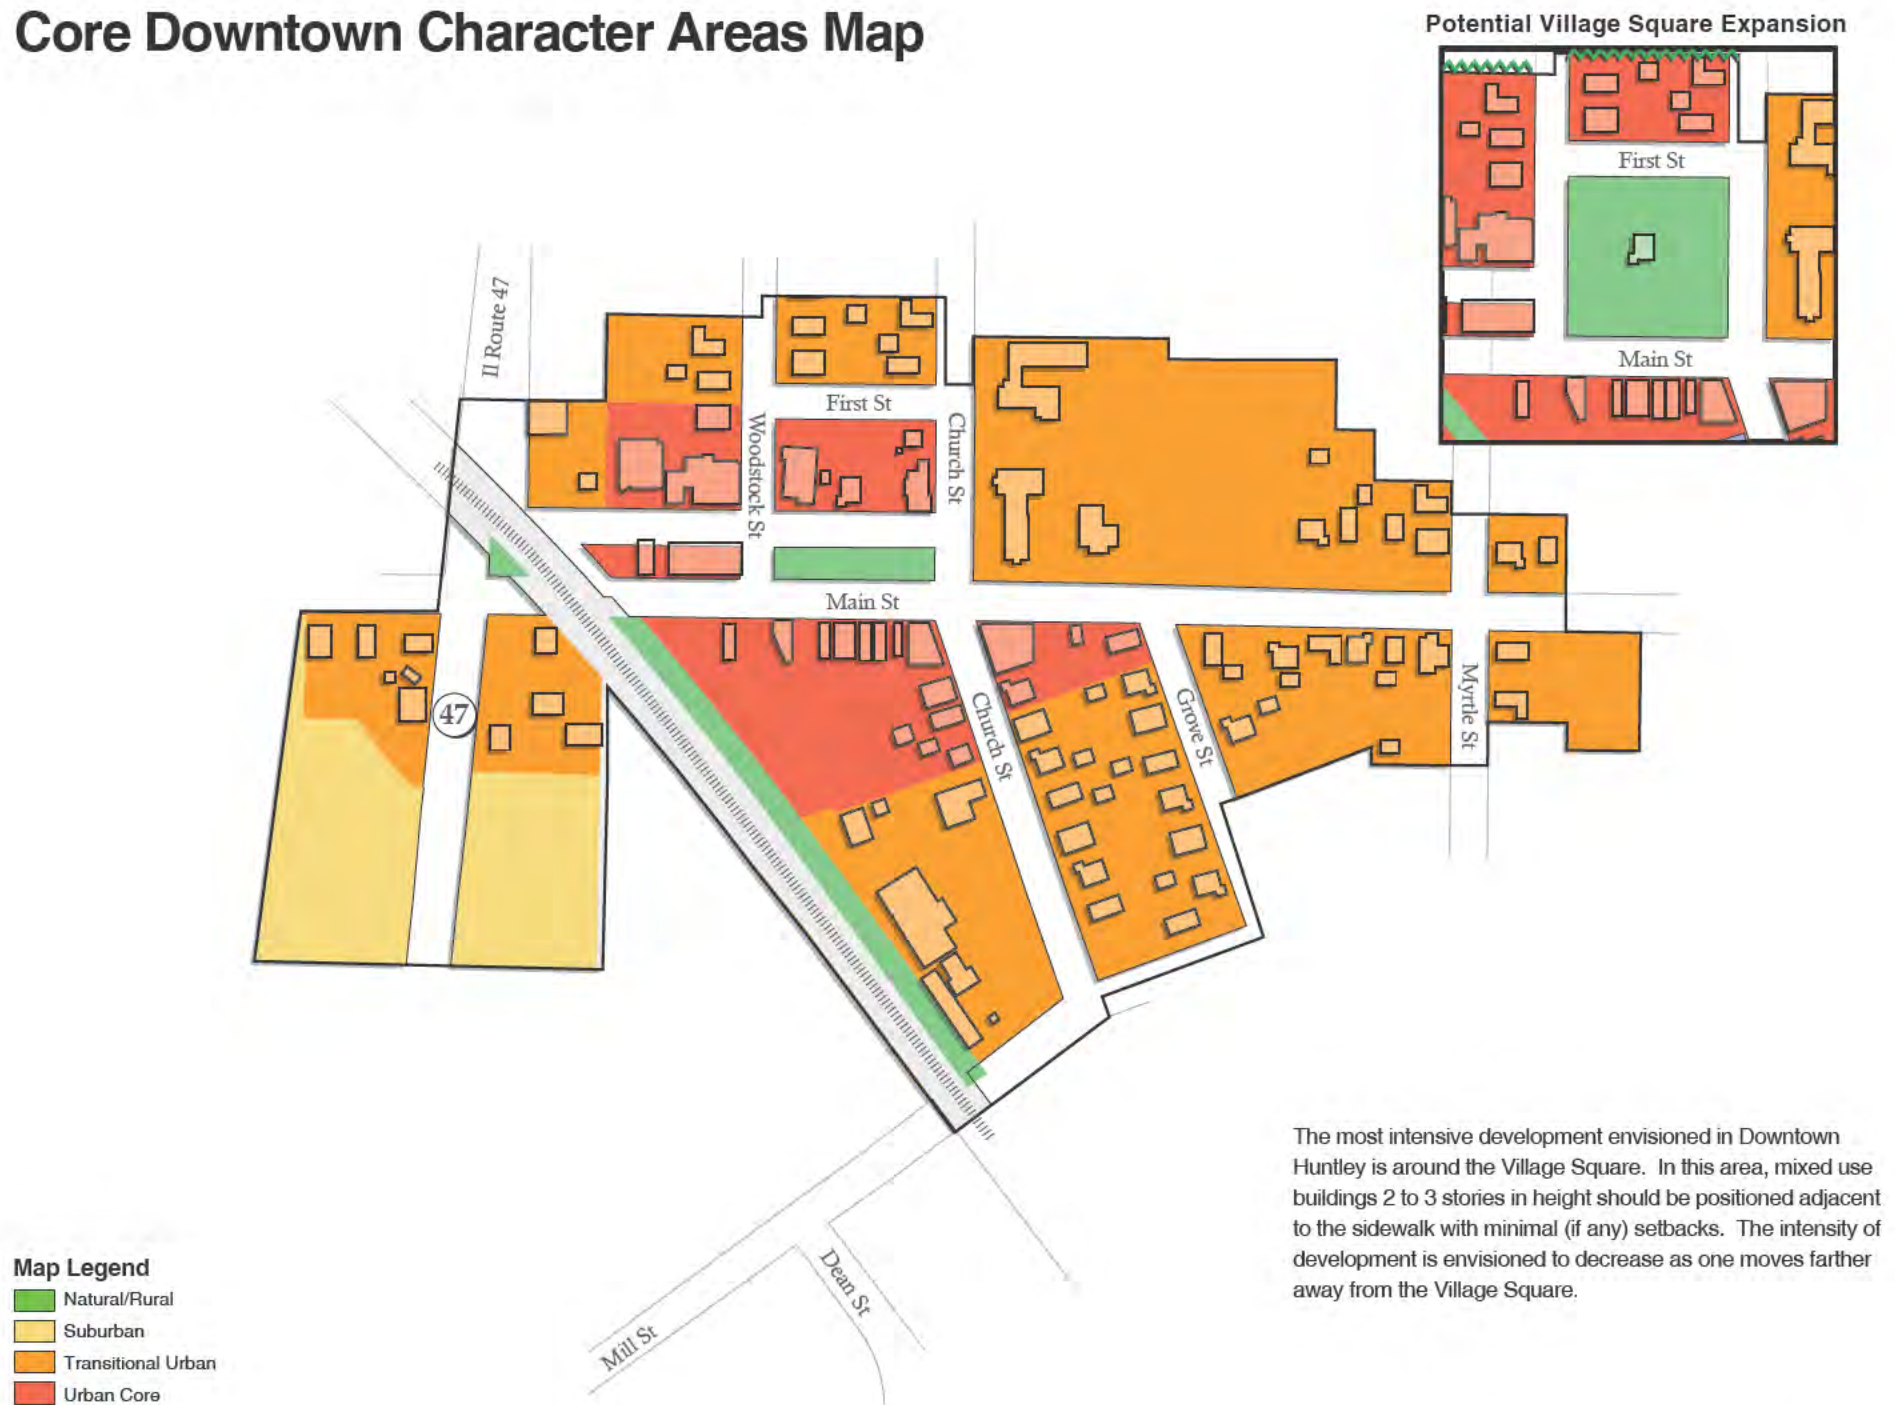 Core Downtown Character Areas Map
Potential Village Square Expansion
First St
Main St
Il Route 47
First St
Woodstock St
Church St
Main St
47
Church St
Grove St
Myrtle St
The most intensive development envisioned in Downtown
Huntley is around the Village Square. In this area, mixed use
buildings 2 to 3 stories in height should be positioned adjacent
to the sidewalk with minimal (if any) setbacks. The intensity of
development is envisioned to decrease as one moves farther
away from the Village Square.
Dean St
Mill St
Map Legend
Natural/Rural
Suburban
Transitional Urban
Urban Core